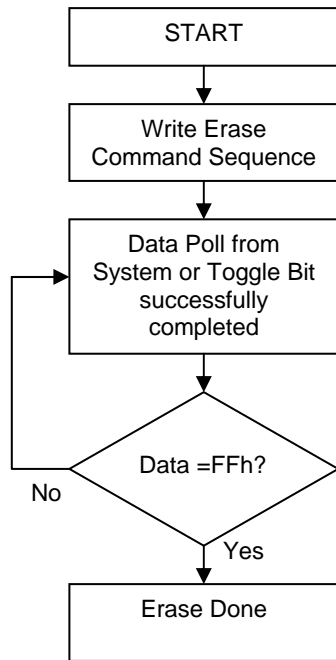 START
Write Erase
Command Sequence
Data Poll from
System or Toggle Bit
successfully
completed
Data =FFh?
No
Yes
Erase Done